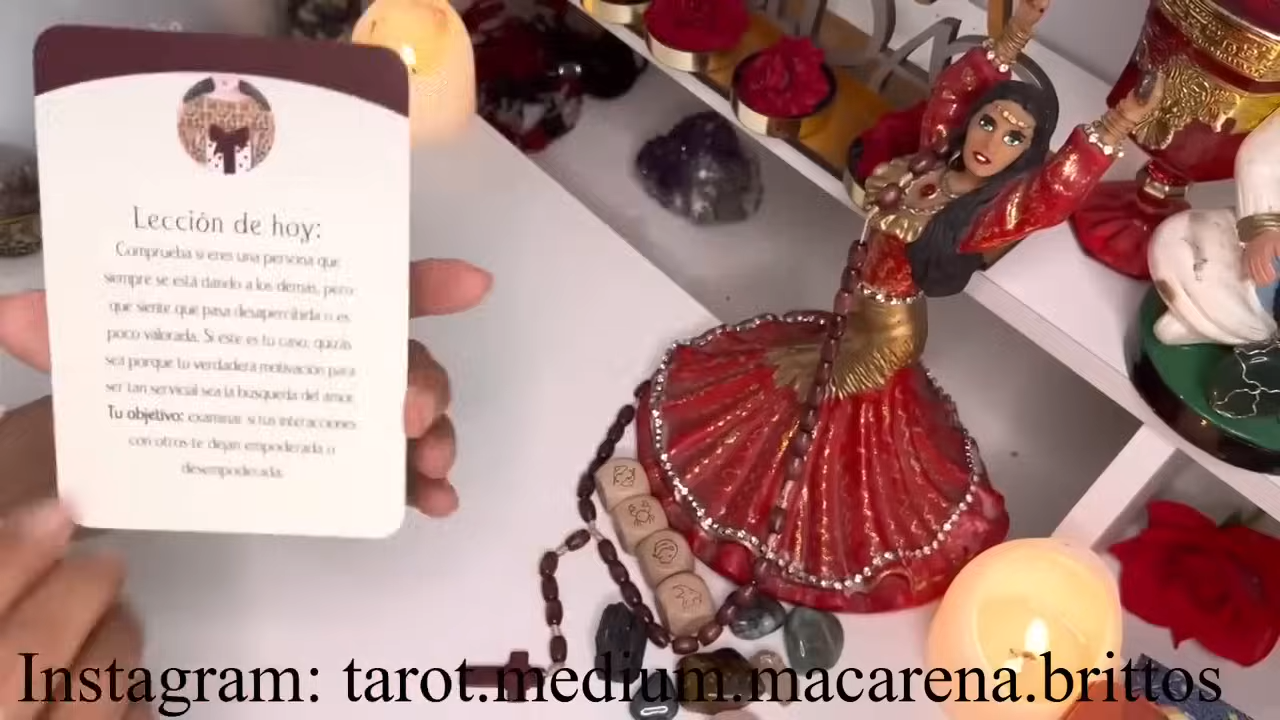 Lección de hoy:
Comprueba si eres una persona que
siempre se está dando a los demás, pero
que siente que pasa desapercibida o es
poco valorada. Si este es tu caso, quizás
sea porque tu verdadera motivación para
ser tan servicial sea la búsqueda del amor.
Tu objetivo: examinar si tus interacciones
con otros te dejan empoderada o
desempoderada.
Instagram: tarot.medium.macarena.brittos